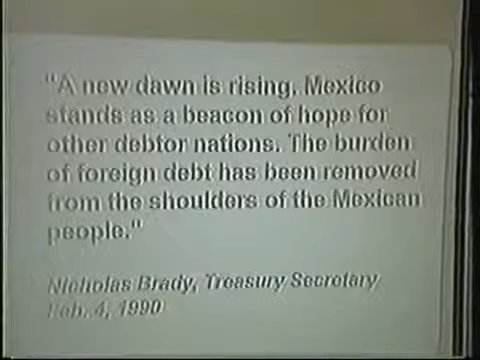 "A new dawn is rising. Mexico
stands as a beacon of hope for
other debtor nations. The burden
of foreign debt has been removed
from the shoulders of the Mexican
people."
Nicholas Brady, Treasury Secretary
Feb. 4, 1990